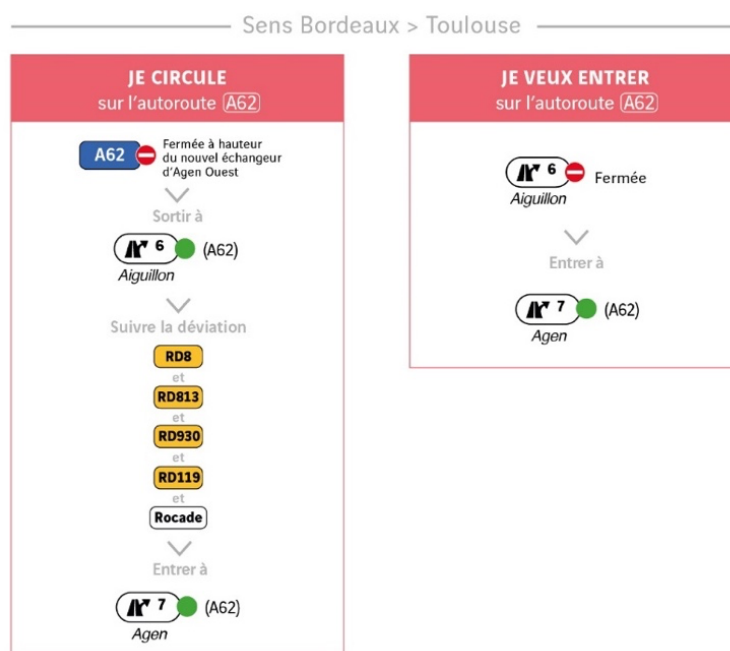 Sens Bordeaux > Toulouse
JE CIRCULE
sur l'autoroute A62
A62
Fermée à hauteur
du nouvel échangeur
d'Agen Ouest
Sortir à
6
(A62)
Aiguillon
Suivre la déviation
RD8
et
RD813
et
RD930
et
RD119
et
Rocade
Entrer à
7
(A62)
Agen
JE VEUX ENTRER
sur l'autoroute A62
6
Fermée
Aiguillon
Entrer à
7
(A62)
Agen